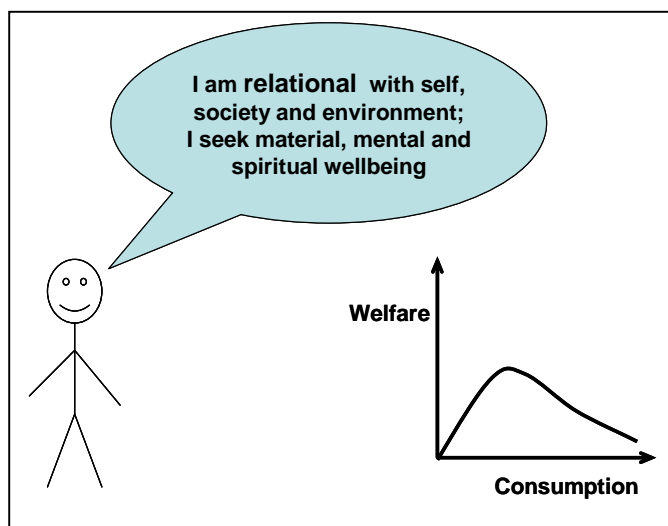 I am relational with self,
society and environment;
I seek material, mental and
spiritual wellbeing
Welfare
Consumption